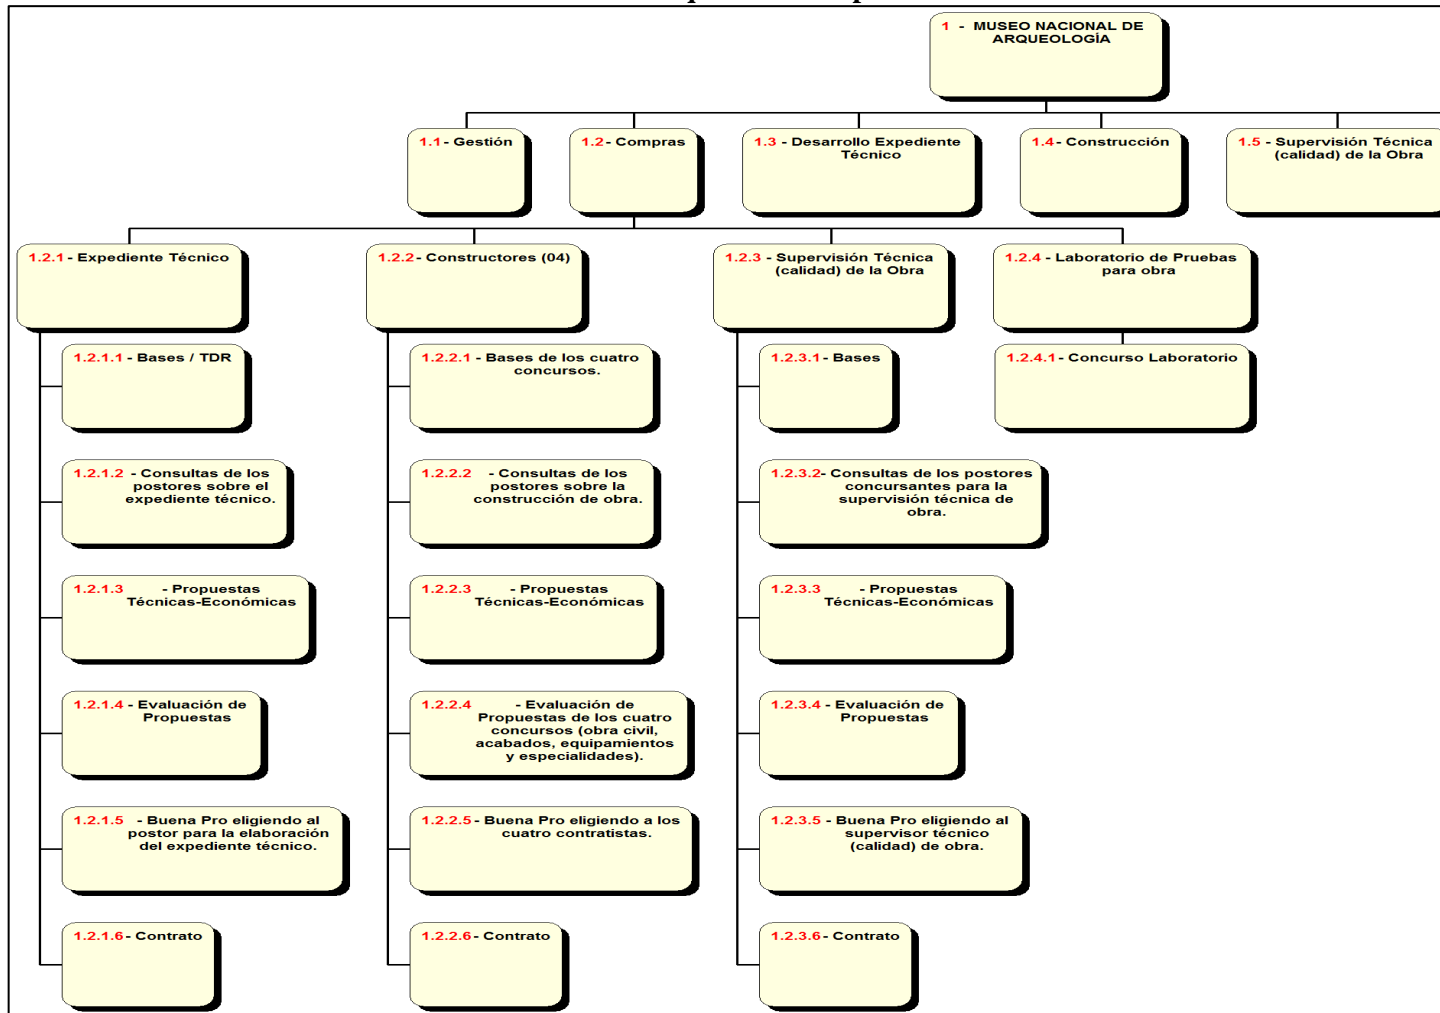 1 - MUSEO NACIONAL DE
ARQUEOLOGÍA
1.1 - Gestión
1.2 - Compras
1.3 - Desarrollo Expediente
Técnico
1.4 - Construcción
1.5 - Supervisión Técnica
(calidad) de la Obra
1.2.1 - Expediente Técnico
1.2.2 - Constructores (04)
1.2.3 - Supervisión Técnica
(calidad) de la Obra
1.2.4 - Laboratorio de Pruebas
para obra
1.2.1.1 - Bases / TDR
1.2.2.1 - Bases de los cuatro
concursos.
1.2.3.1 - Bases
1.2.4.1 - Concurso Laboratorio
1.2.1.2 - Consultas de los
postores sobre el
expediente técnico.
1.2.2.2 - Consultas de los
postores sobre la
construcción de obra.
1.2.3.2 - Consultas de los postores
concursantes para la
supervisión técnica de
obra.
1.2.1.3 - Propuestas
Técnicas-Económicas
1.2.2.3 - Propuestas
Técnicas-Económicas
1.2.3.3 - Propuestas
Técnicas-Económicas
1.2.1.4 - Evaluación de
Propuestas
1.2.2.4 - Evaluación de
Propuestas de los cuatro
concursos (obra civil,
acabados, equipamientos
y especialidades).
1.2.3.4 - Evaluación de
Propuestas
1.2.1.5 - Buena Pro eligiendo al
postor para la elaboración
del expediente técnico.
1.2.2.5 - Buena Pro eligiendo a los
cuatro contratistas.
1.2.3.5 - Buena Pro eligiendo al
supervisor técnico
(calidad) de obra.
1.2.1.6 - Contrato
1.2.2.6 - Contrato
1.2.3.6 - Contrato